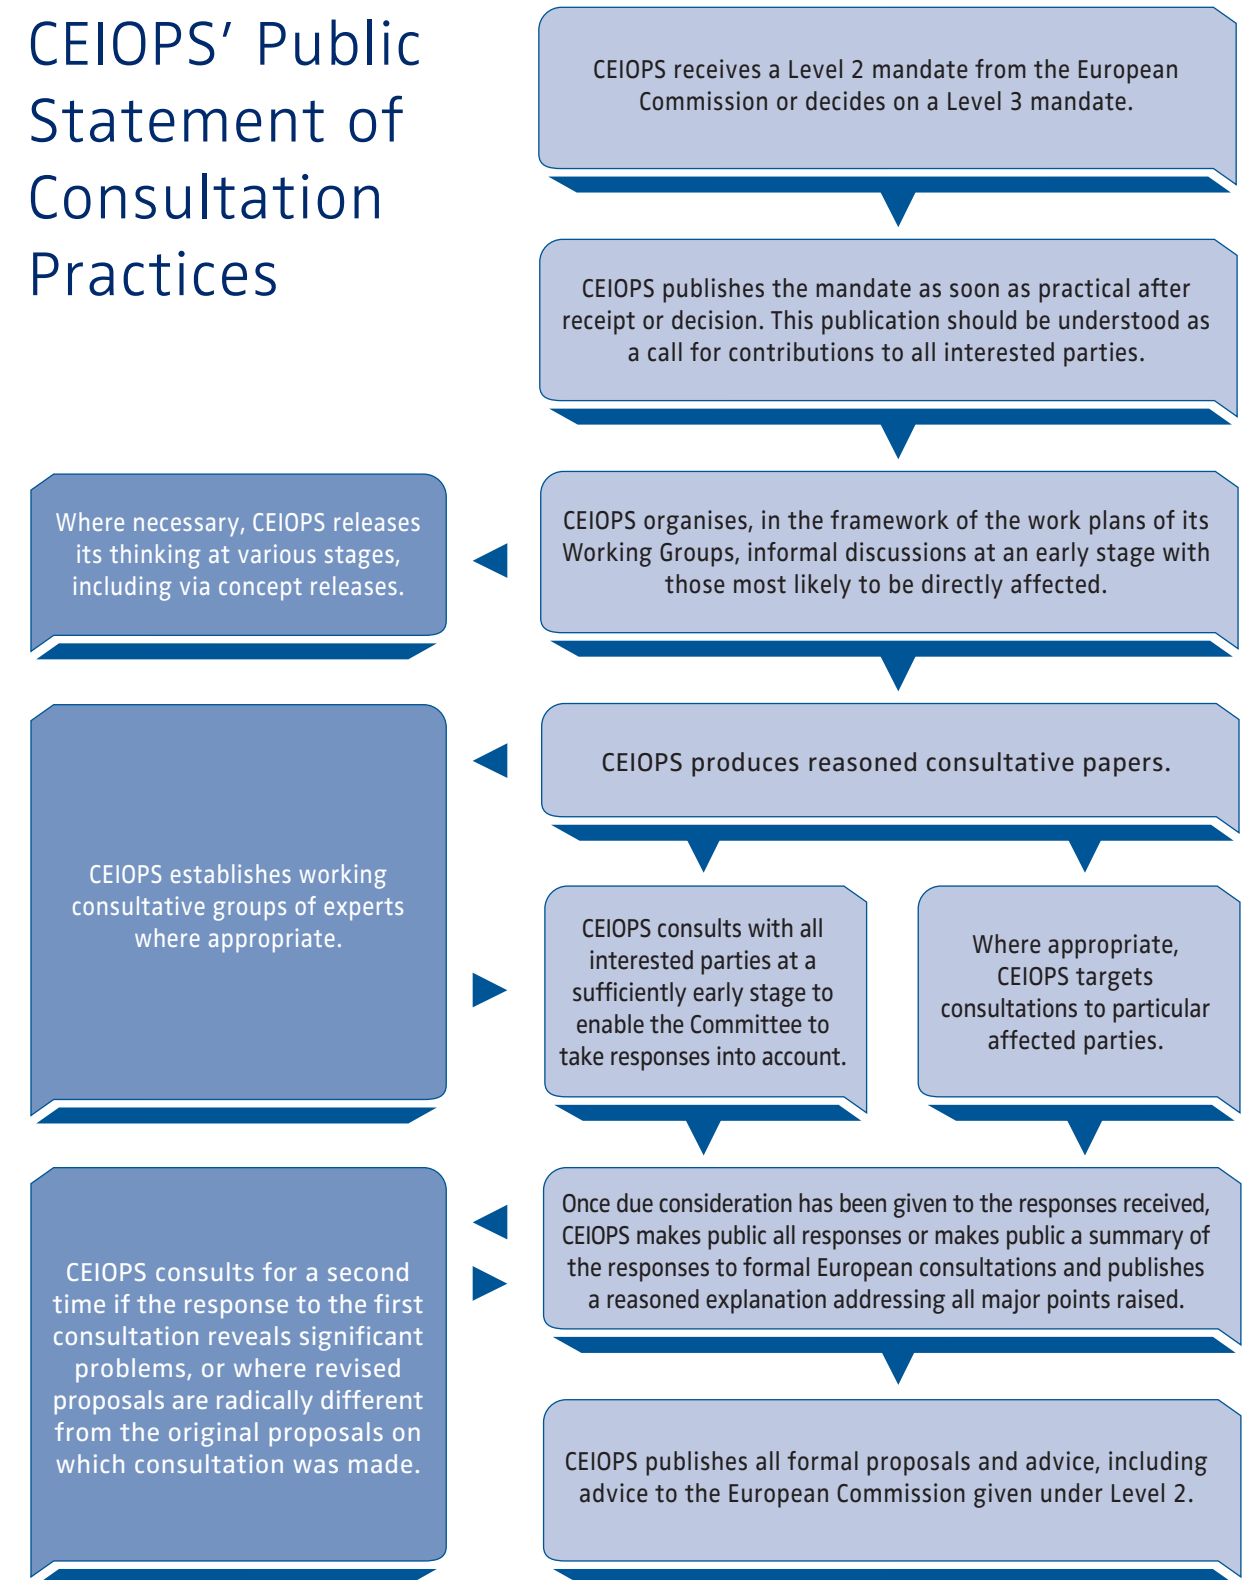 CEIOPS’ Public
Statement of
Consultation
Practices
CEIOPS receives a Level 2 mandate from the European
Commission or decides on a Level 3 mandate.
CEIOPS publishes the mandate as soon as practical after
receipt or decision. This publication should be understood as
a call for contributions to all interested parties.
Where necessary, CEIOPS releases
its thinking at various stages,
including via concept releases.
CEIOPS organises, in the framework of the work plans of its
Working Groups, informal discussions at an early stage with
those most likely to be directly affected.
CEIOPS produces reasoned consultative papers.
CEIOPS establishes working
consultative groups of experts
where appropriate.
CEIOPS consults with all
interested parties at a
sufficiently early stage to
enable the Committee to
take responses into account.
Where appropriate,
CEIOPS targets
consultations to particular
affected parties.
Once due consideration has been given to the responses received,
CEIOPS makes public all responses or makes public a summary of
the responses to formal European consultations and publishes
a reasoned explanation addressing all major points raised.
CEIOPS consults for a second
time if the response to the first
consultation reveals significant
problems, or where revised
proposals are radically different
from the original proposals on
which consultation was made.
CEIOPS publishes all formal proposals and advice, including
advice to the European Commission given under Level 2.